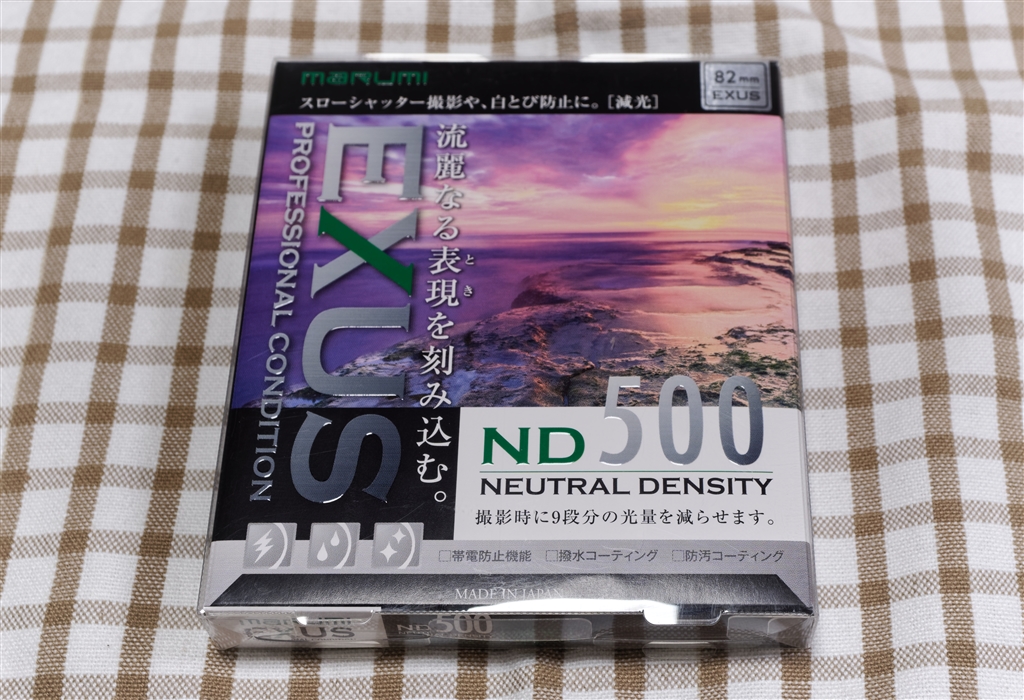 marumi
82mm
EXUS
スローシャッター撮影や、白とび防止に。[減光]
EXUS
PROFESSIONAL CONDITION
流麗なる表現を刻み込む。
とき
ND500
NEUTRAL DENSITY
撮影時に9段分の光量を減らせます。
□帯電防止機能 □撥水コーティング □防汚コーティング
MADE IN JAPAN
marumi
EXUS
ND500